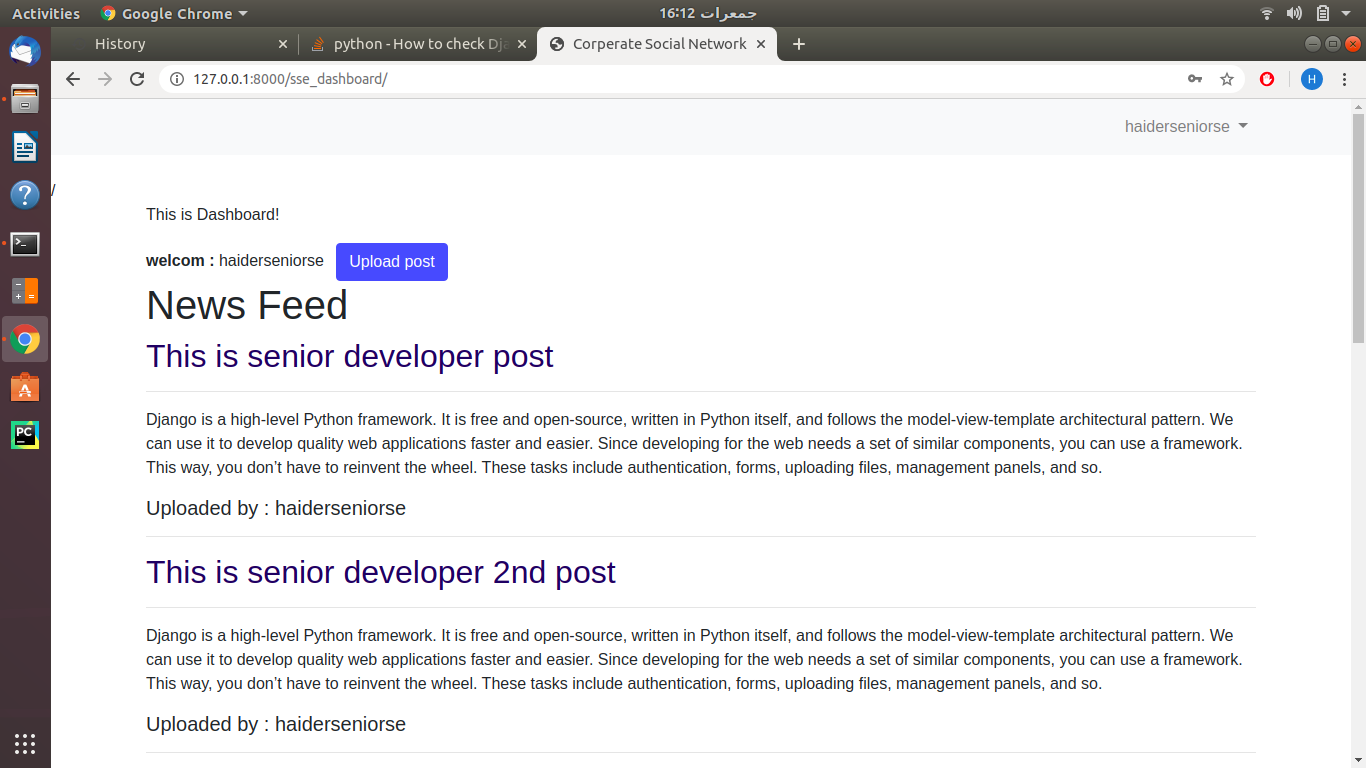 Activities Google Chrome جمعرات 16:12
History python - How to check Dja Corperate Social Network
127.0.0.1:8000/sse_dashboard/ H
haiderseniorse
/
This is Dashboard!
welcom : haiderseniorse Upload post
News Feed
This is senior developer post
Django is a high-level Python framework. It is free and open-source, written in Python itself, and follows the model-view-template architectural pattern. We
can use it to develop quality web applications faster and easier. Since developing for the web needs a set of similar components, you can use a framework.
This way, you don’t have to reinvent the wheel. These tasks include authentication, forms, uploading files, management panels, and so.
Uploaded by : haiderseniorse
This is senior developer 2nd post
Django is a high-level Python framework. It is free and open-source, written in Python itself, and follows the model-view-template architectural pattern. We
can use it to develop quality web applications faster and easier. Since developing for the web needs a set of similar components, you can use a framework.
This way, you don’t have to reinvent the wheel. These tasks include authentication, forms, uploading files, management panels, and so.
Uploaded by : haiderseniorse
PC